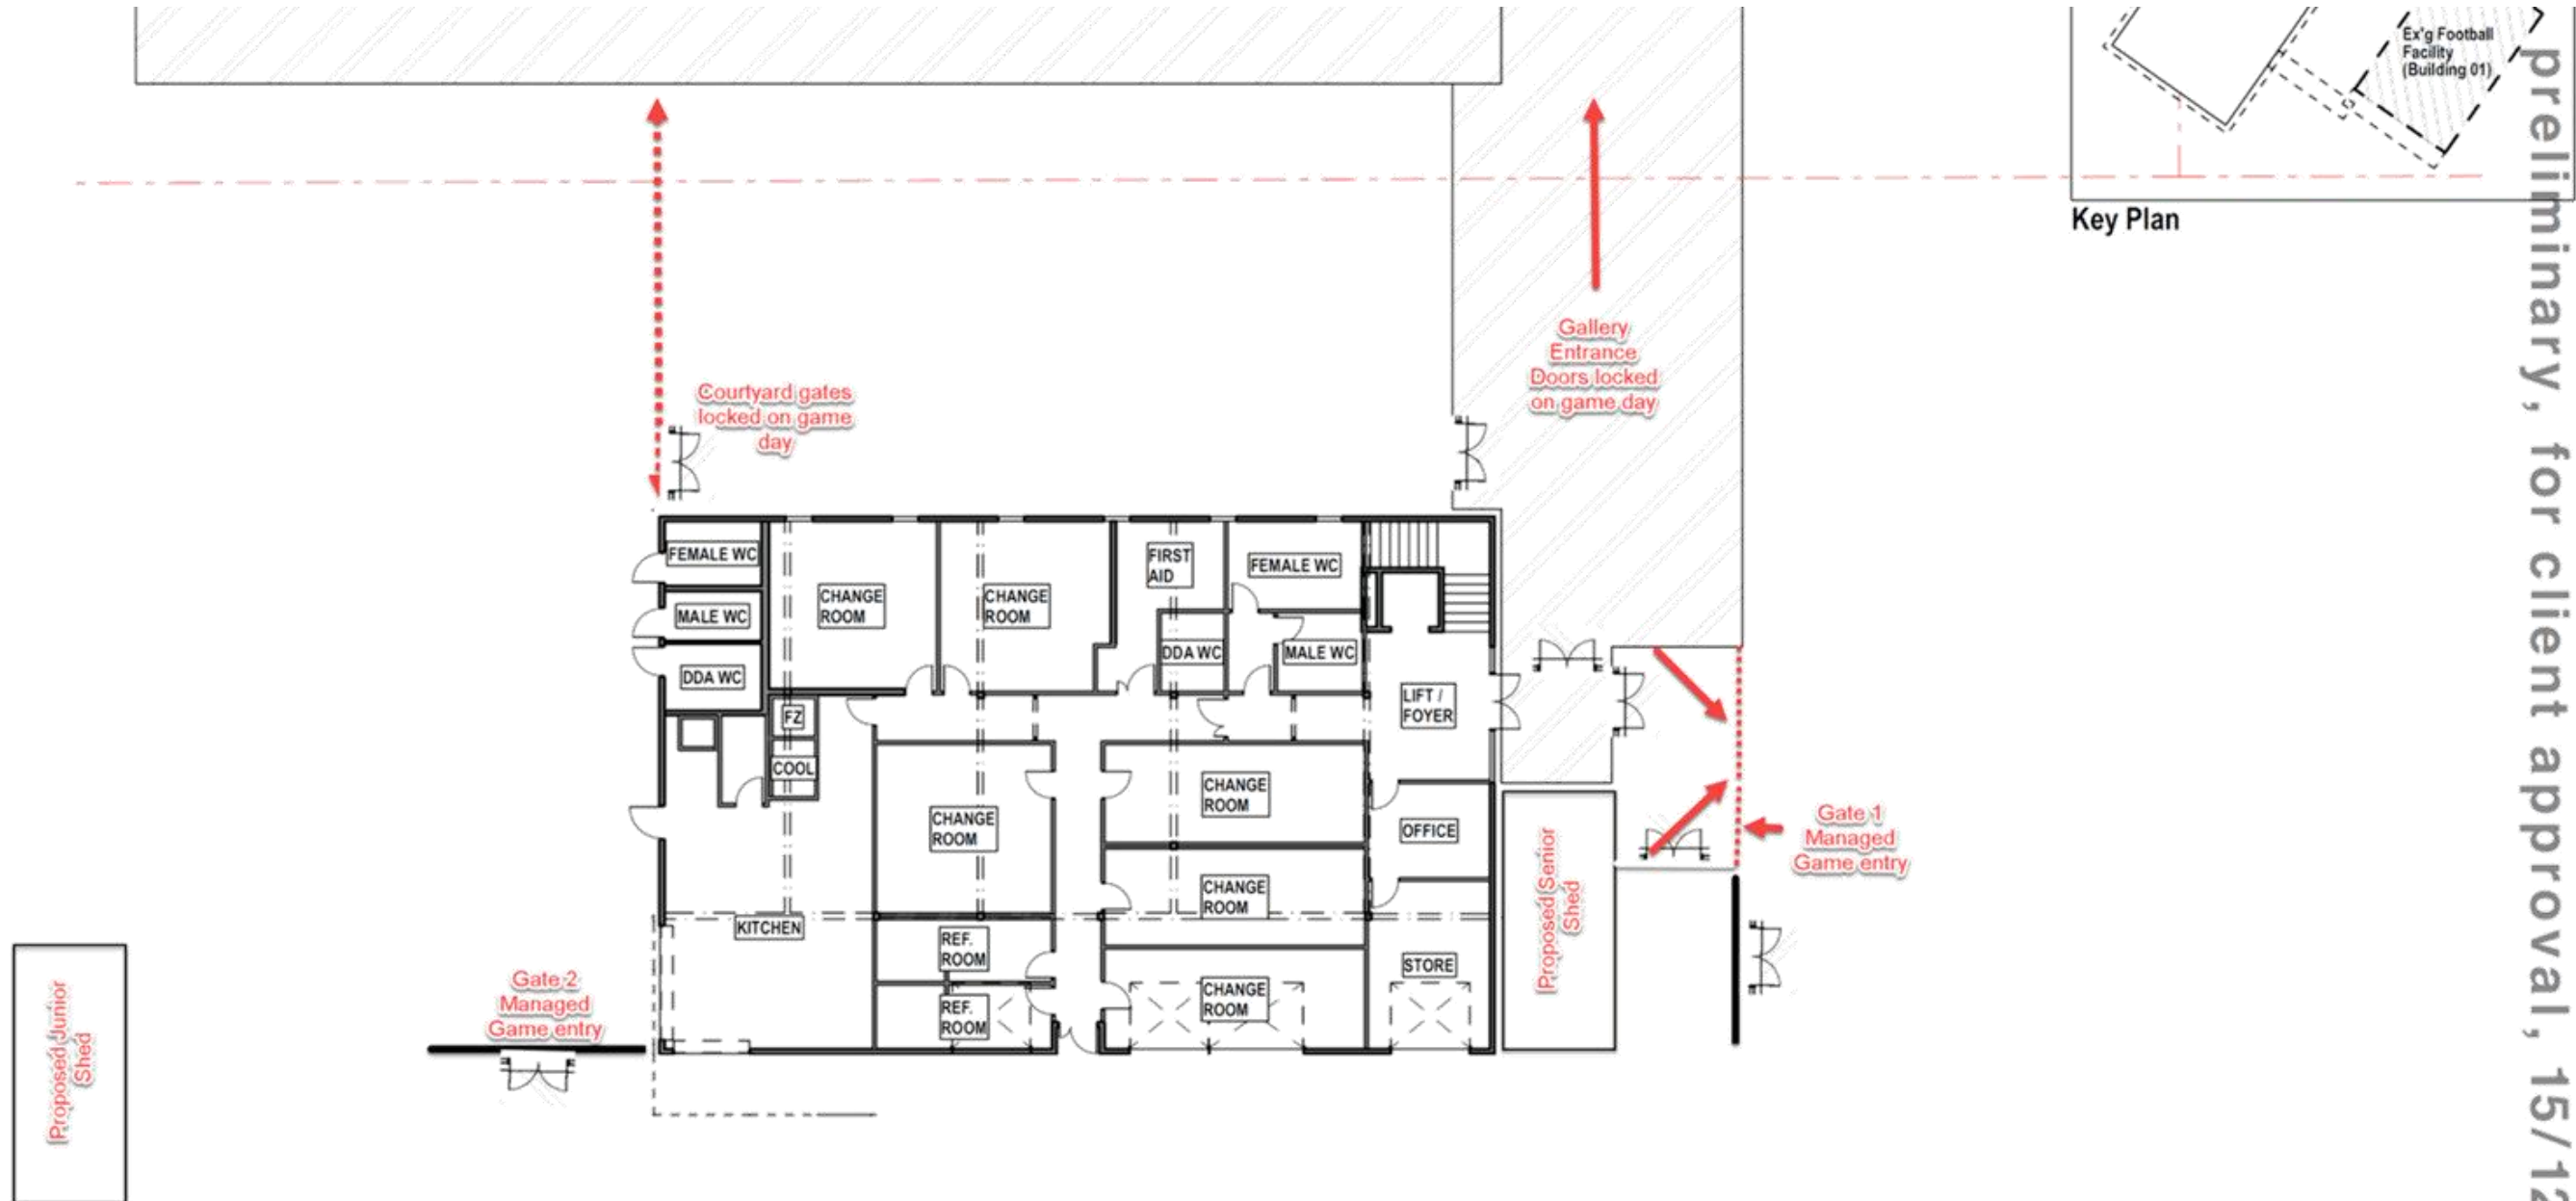 Ex'g Football
Facility
(Building 01)
Key Plan
preliminary, for client approval, 15/12
Gallery
Entrance
Doors locked
on game day
Courtyard gates
locked on game
day
FEMALE WC
MALE WC
DDA WC
CHANGE
ROOM
CHANGE
ROOM
FIRST
AID
FEMALE WC
DDA WC
MALE WC
FZ
COOL
LIFT /
FOYER
CHANGE
ROOM
CHANGE
ROOM
OFFICE
CHANGE
ROOM
KITCHEN
REF.
ROOM
REF.
ROOM
CHANGE
ROOM
STORE
Proposed Senior
Shed
Gate 1
Managed
Game entry
Gate 2
Managed
Game entry
Proposed Junior
Shed